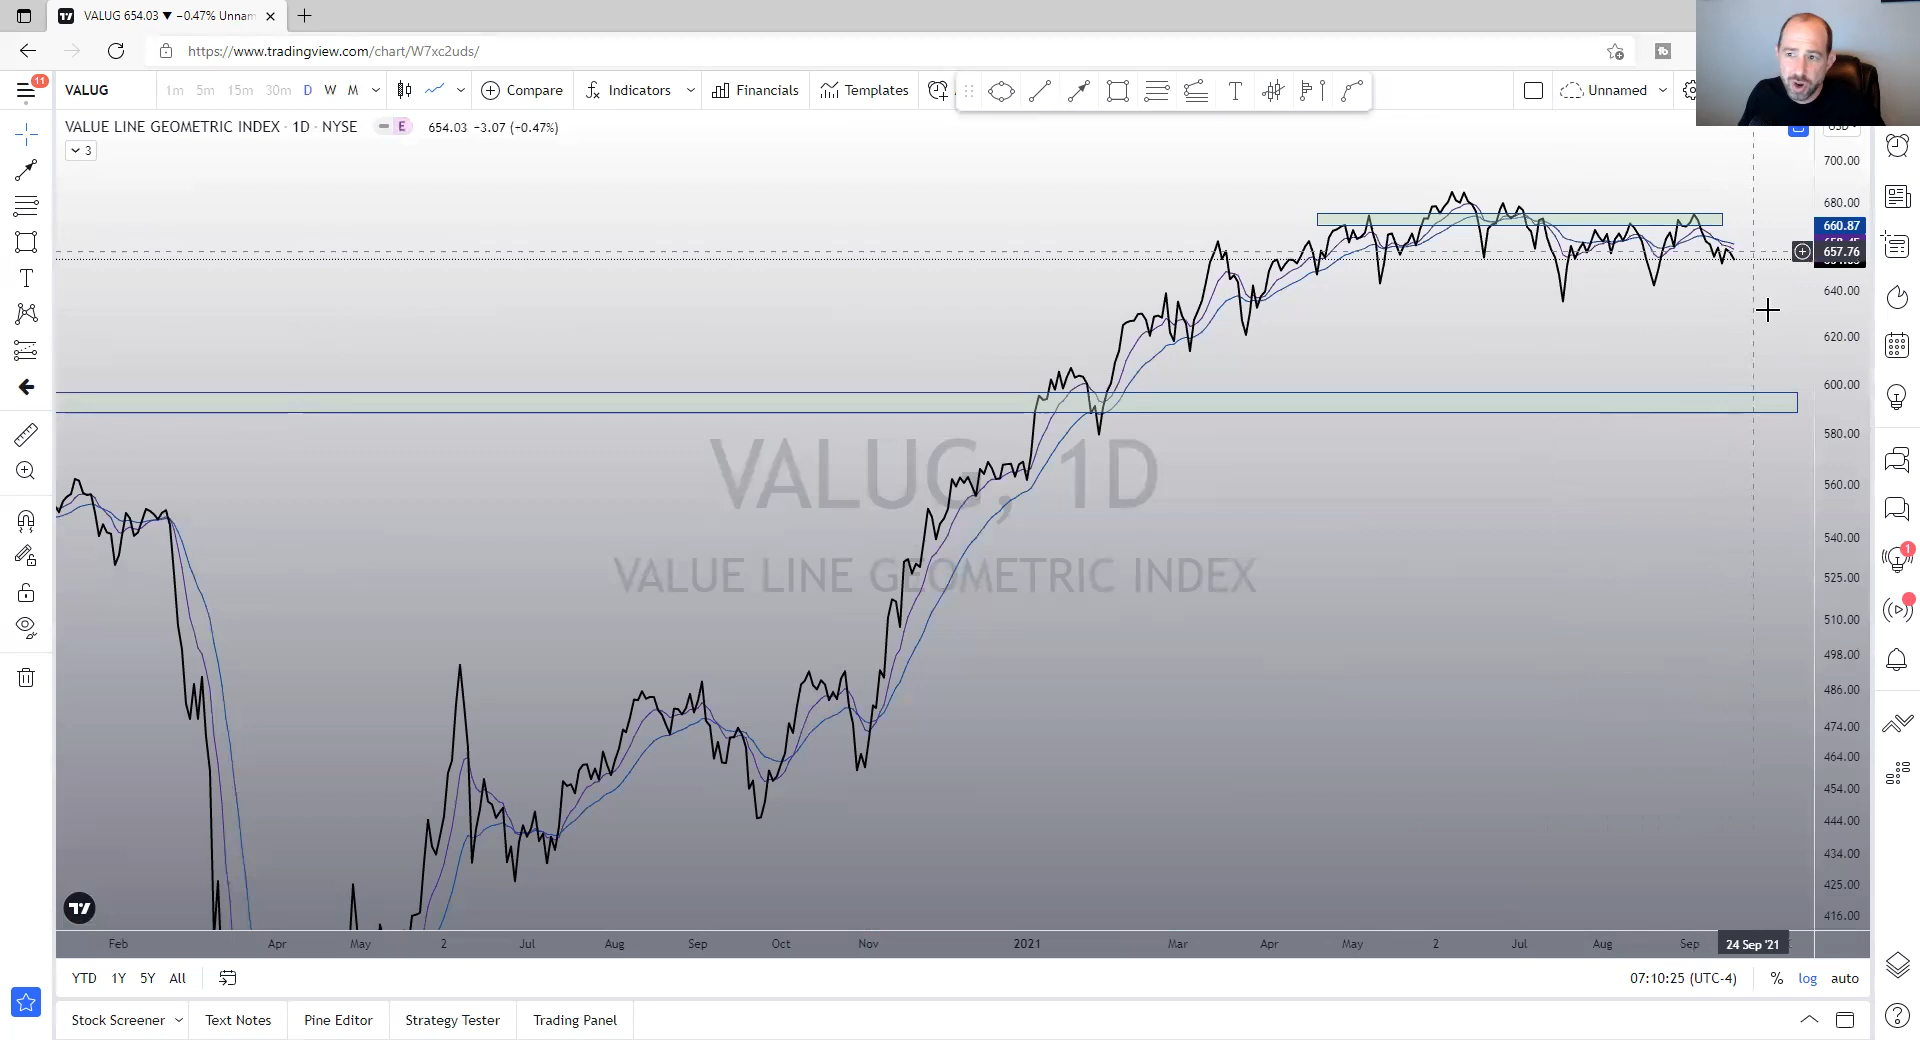 VALUG 654.03 ▼ −0.47% Unnam
https://www.tradingview.com/chart/W7xc2uds/
11
VALUG 1m 5m 15m 30m D W M Compare Indicators Financials Templates T Unnamed
VALUE LINE GEOMETRIC INDEX · 1D · NYSE E 654.03 −3.07 (−0.47%)
3
700.00
680.00
660.87
657.76
640.00
620.00
600.00
580.00
560.00
540.00
525.00
510.00
498.00
486.00
474.00
464.00
454.00
444.00
434.00
425.00
416.00
VALUG, 1D
VALUE LINE GEOMETRIC INDEX
1
Feb Apr May 2 Jul Aug Sep Oct Nov 2021 Mar Apr May 2 Jul Aug Sep 24 Sep '21
YTD 1Y 5Y All 07:10:25 (UTC-4) % log auto
Stock Screener Text Notes Pine Editor Strategy Tester Trading Panel